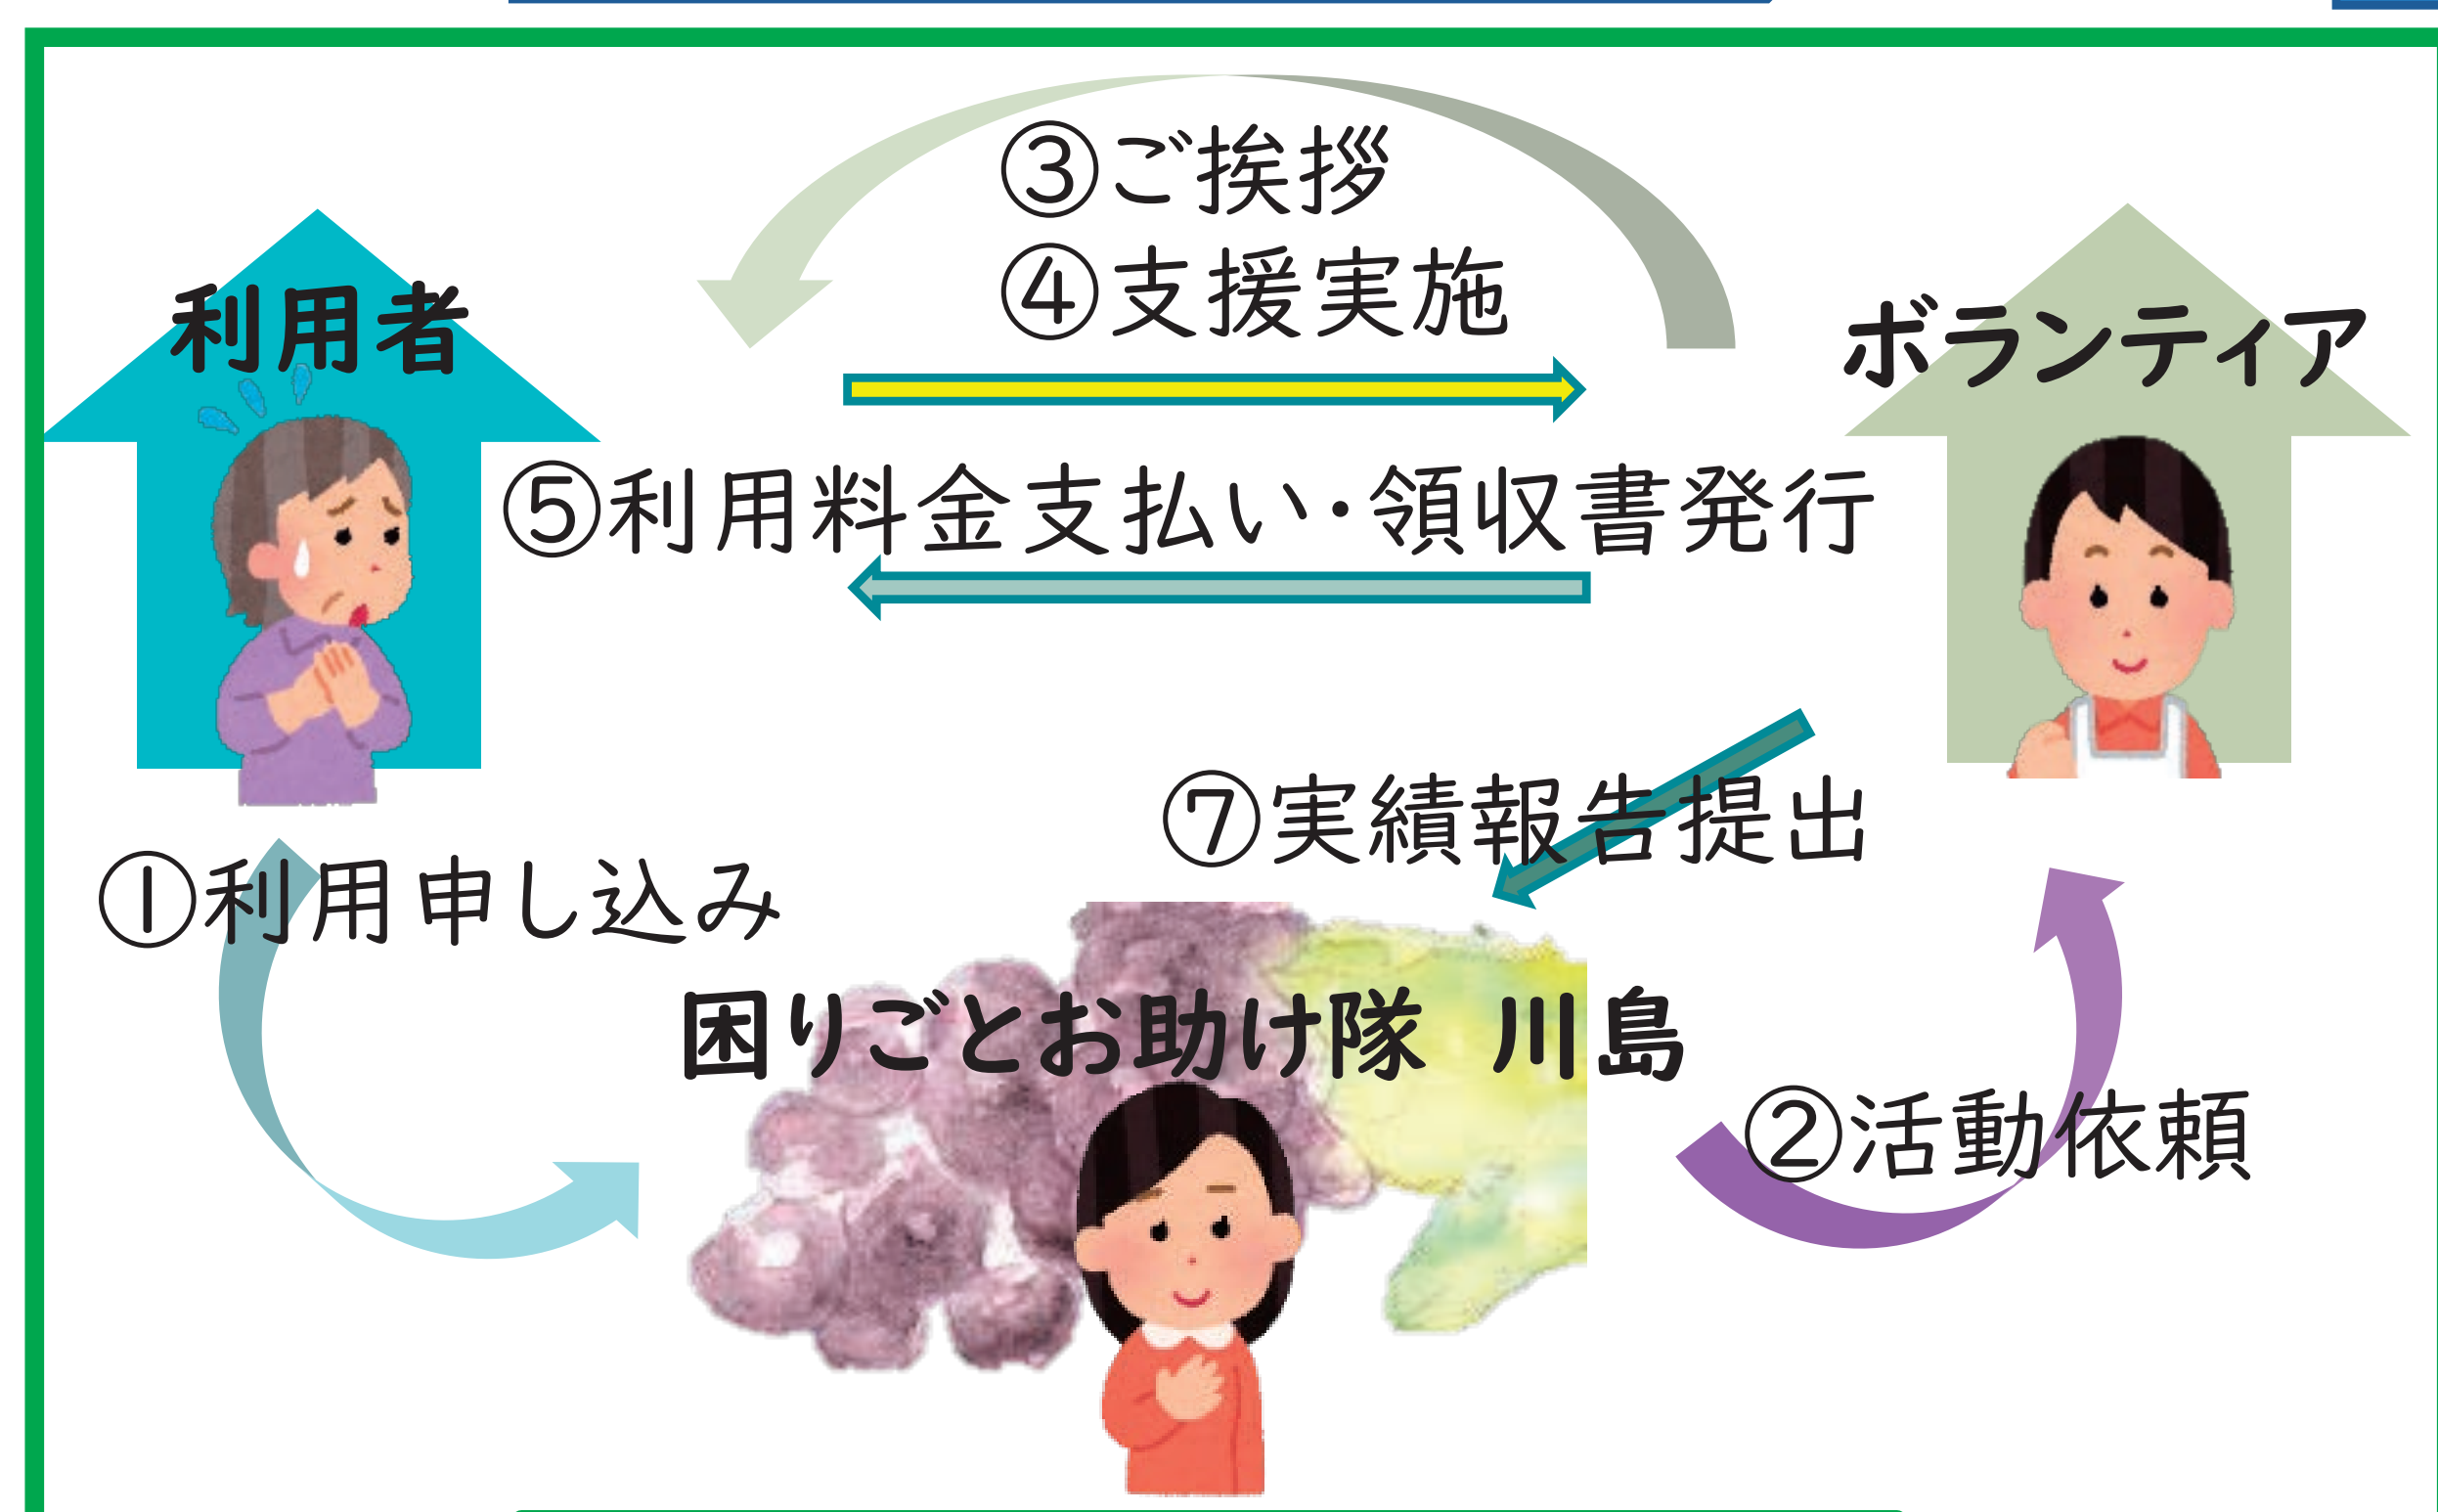 ③ご挨拶
④支援実施
利用者
ボランティア
⑤利用料金支払い・領収書発行
⑦実績報告提出
①利用申し込み
困りごとお助け隊 川島
②活動依頼